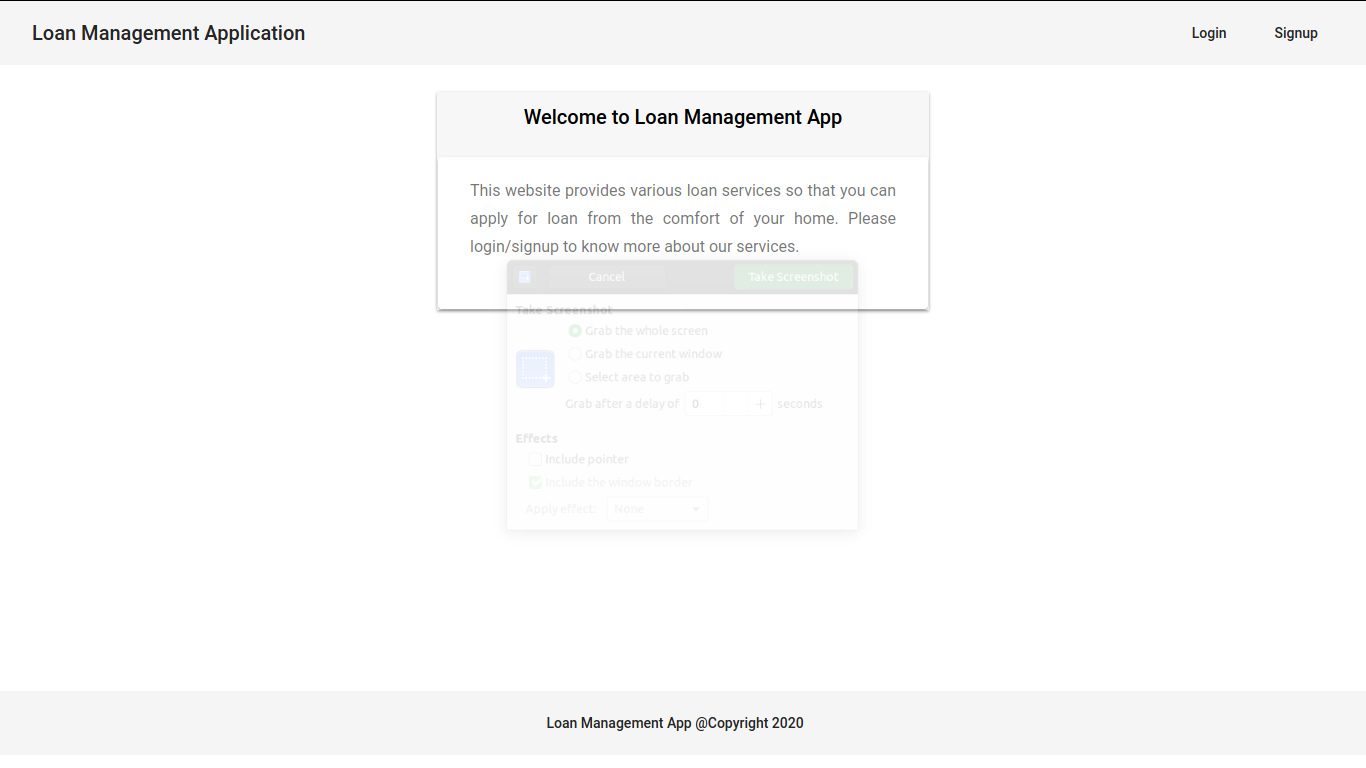 Loan Management Application
Login
Signup
Welcome to Loan Management App
This website provides various loan services so that you can
apply for loan from the comfort of your home. Please
login/signup to know more about our services.
Cancel
Take Screenshot
Take Screenshot
Grab the whole screen
Grab the current window
Select area to grab
Grab after a delay of 0 + seconds
Effects
Include pointer
Include the window border
Apply effect: None
Loan Management App @Copyright 2020